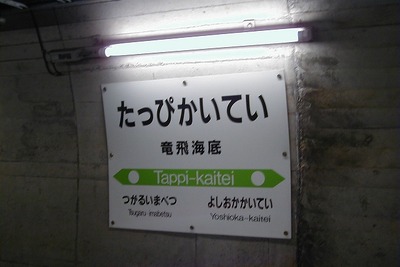 たっぴかいてい
竜飛海底
Tappi-kaitei
つがるいまべつ よしおかかいてい
Tsugaru imabetsu Yoshioka-kaitei